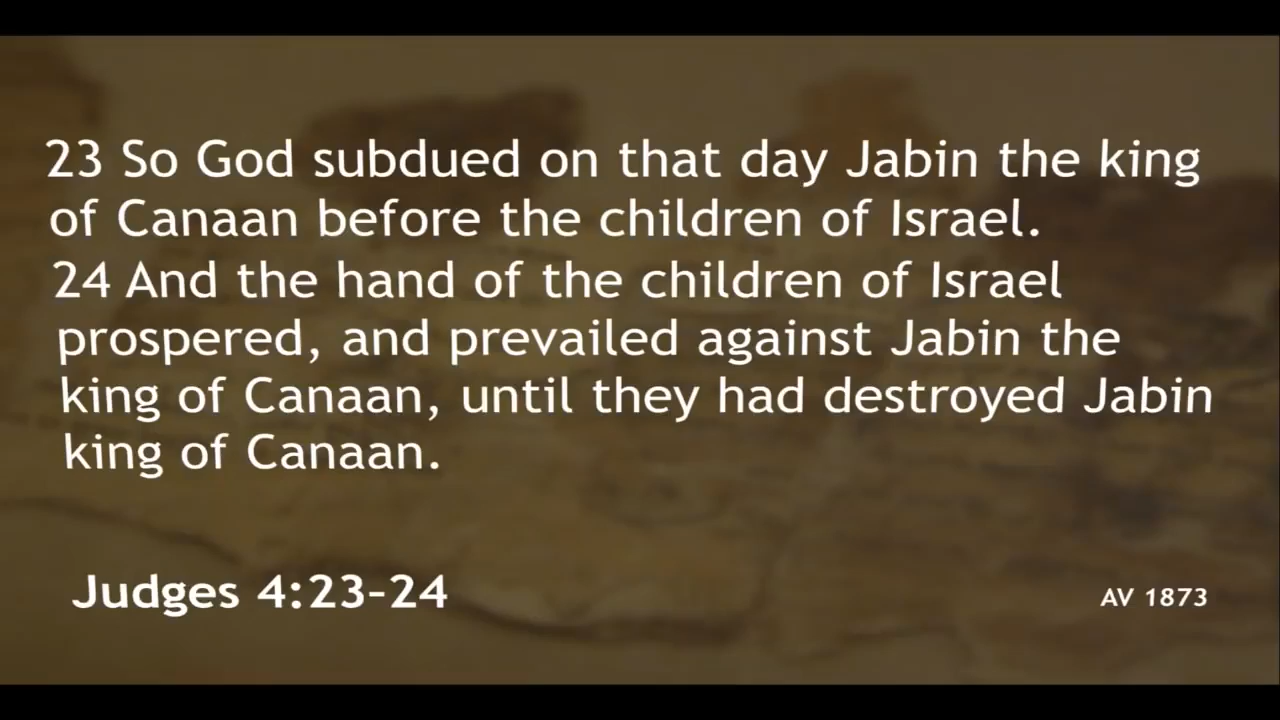 23 So God subdued on that day Jabin the king
of Canaan before the children of Israel.
24 And the hand of the children of Israel
prospered, and prevailed against Jabin the
king of Canaan, until they had destroyed Jabin
king of Canaan.
Judges 4:23–24
AV 1873